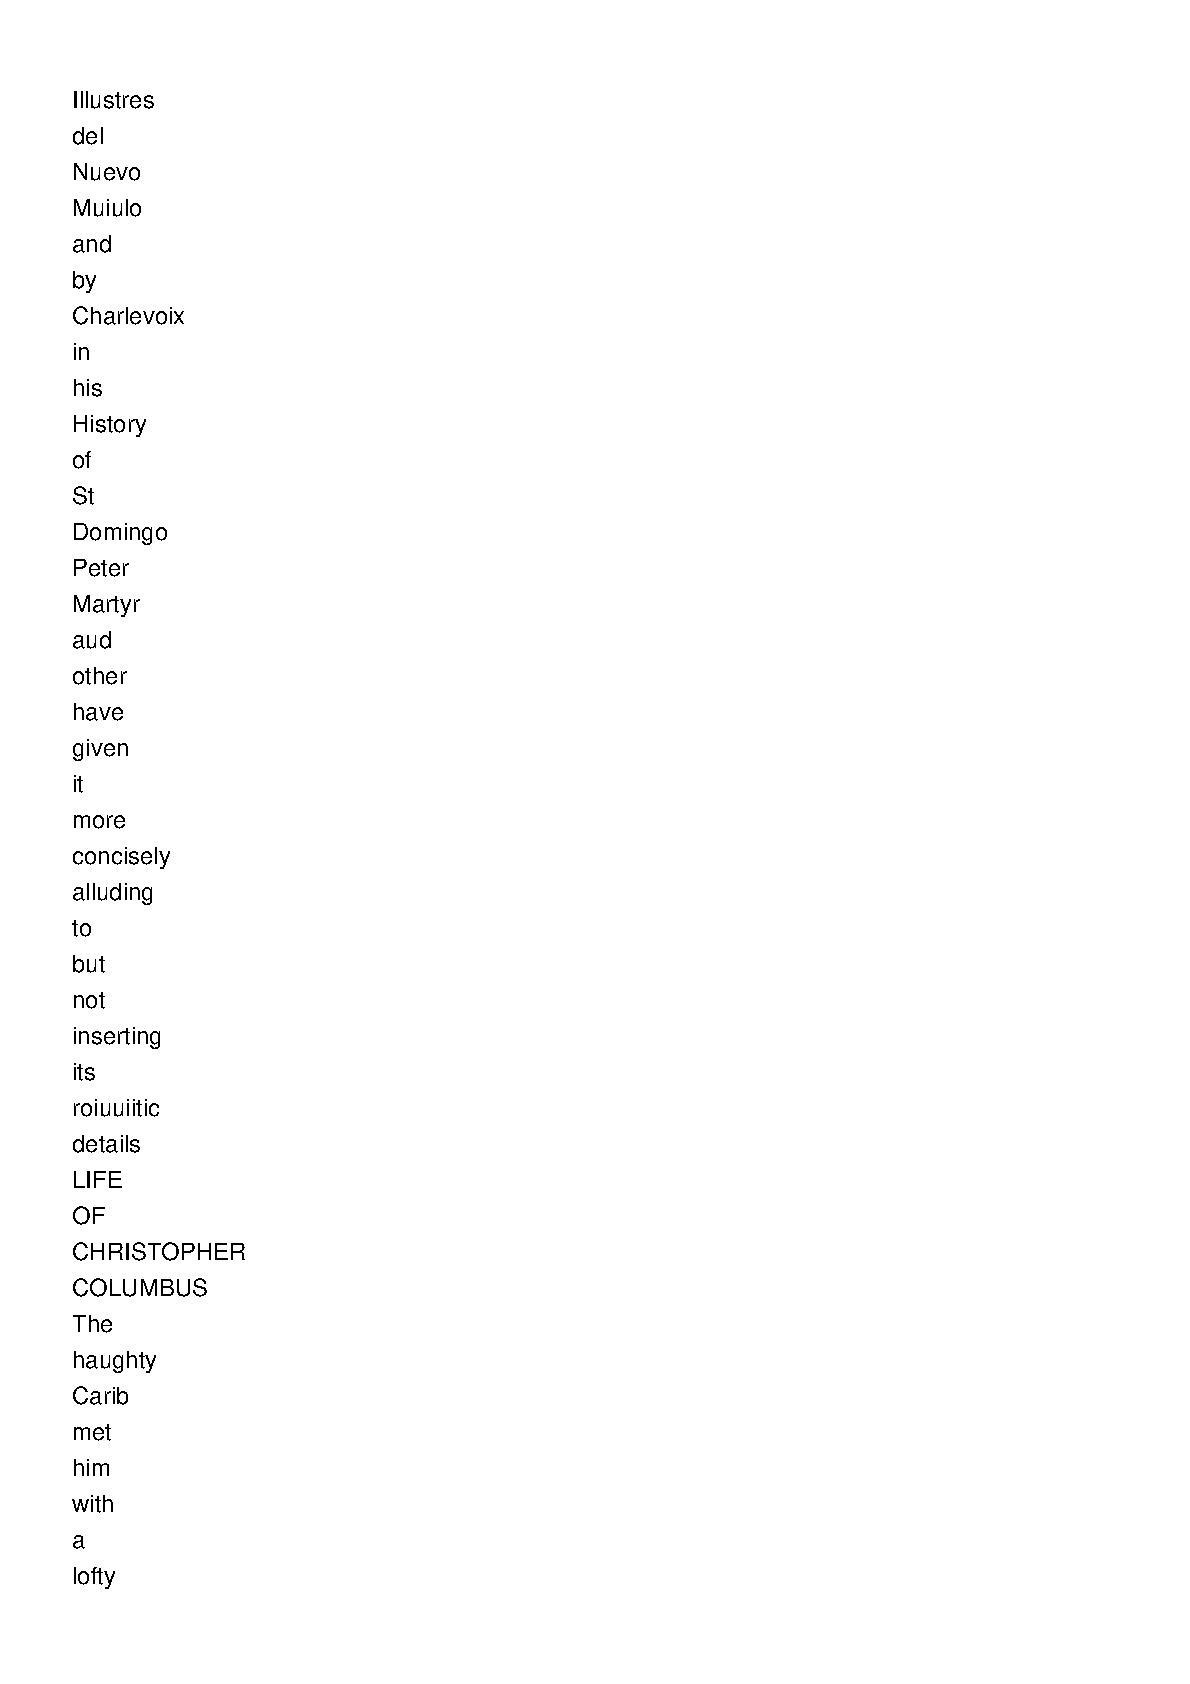 Illustres
del
Nuevo
Muiulo
and
by
Charlevoix
in
his
History
of
St
Domingo
Peter
Martyr
aud
other
have
given
it
more
concisely
alluding
to
but
not
inserting
its
roiuuiitic
details
LIFE
OF
CHRISTOPHER
COLUMBUS
The
haughty
Carib
met
him
with
a
lofty